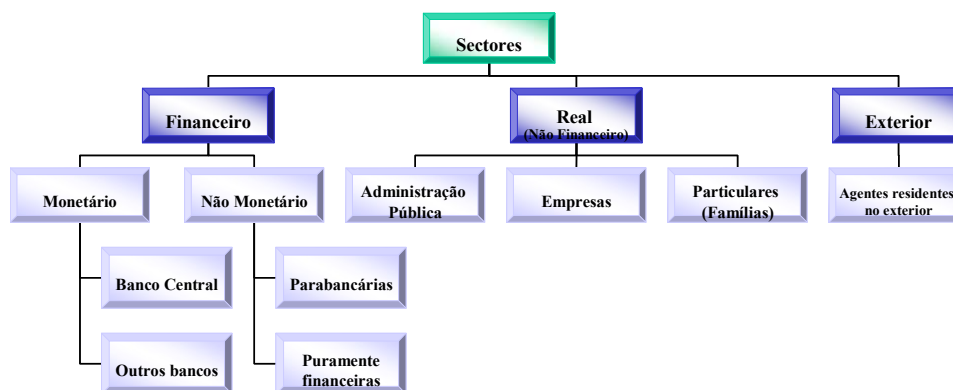 Sectores
Financeiro
Real
(Não Financeiro)
Exterior
Monetário
Não Monetário
Administração
Pública
Empresas
Particulares
(Famílias)
Agentes residentes
no exterior
Banco Central
Parabancárias
Outros bancos
Puramente
financeiras